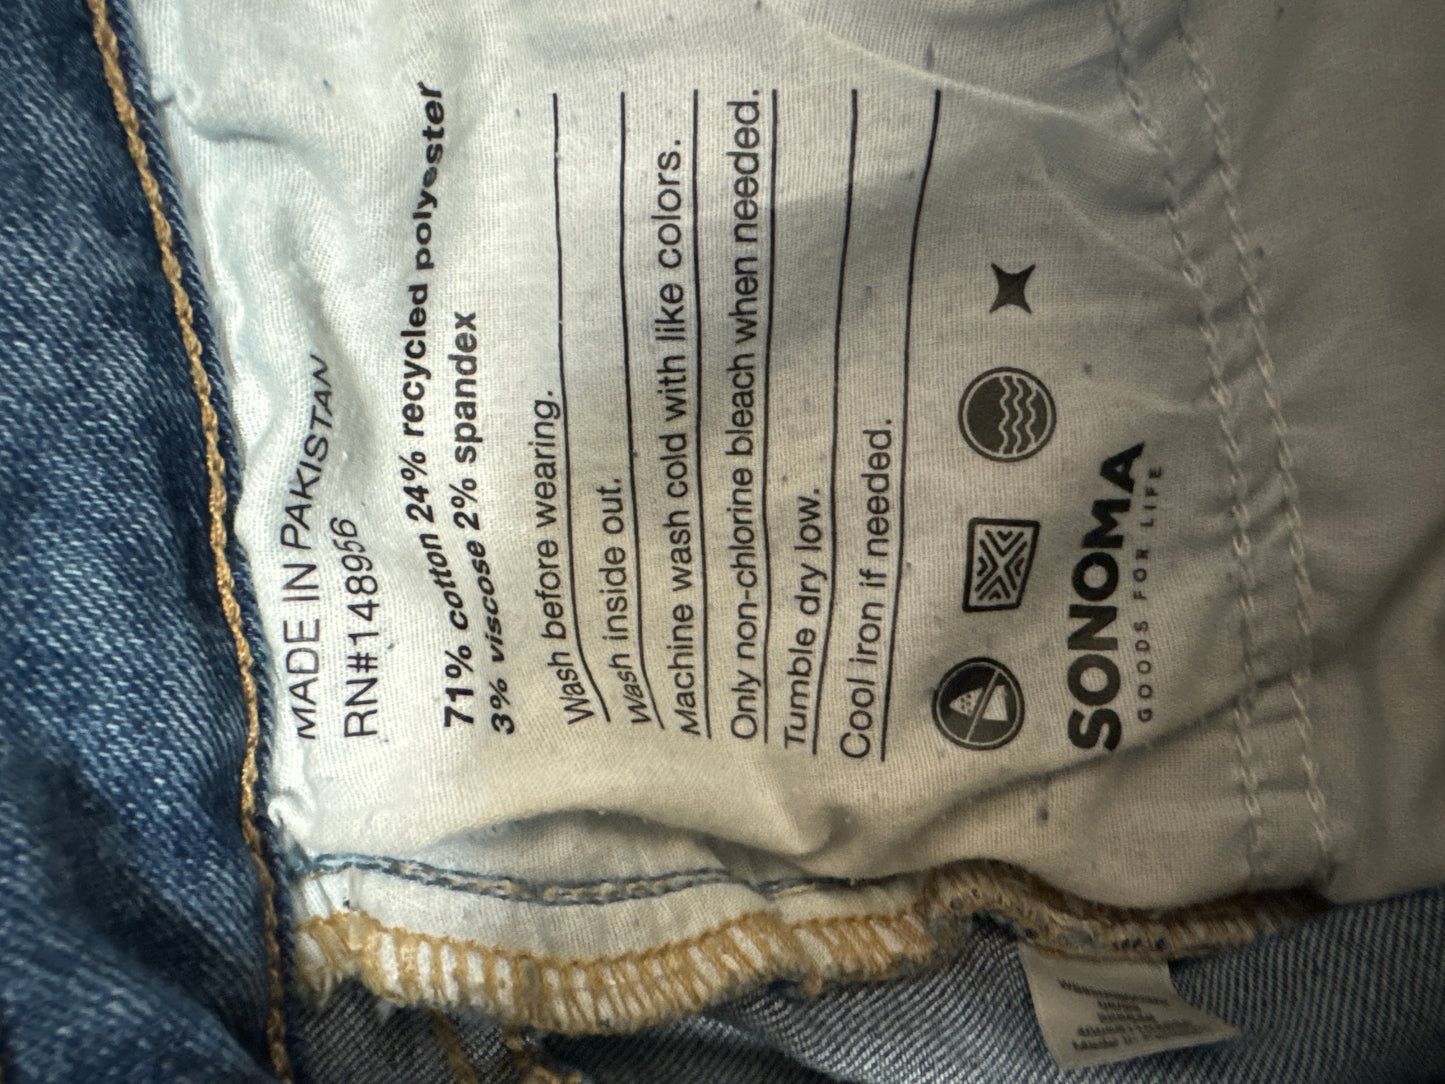 MADE IN PAKISTAN
RN#148956
71% cotton 24% recycled polyester
3% viscose 2% spandex
Wash before wearing.
Wash inside out.
Machine wash cold with like colors.
Only non-chlorine bleach when needed.
Tumble dry low.
Cool iron if needed.
SONOMA
GOODS FOR LIFE
Made in